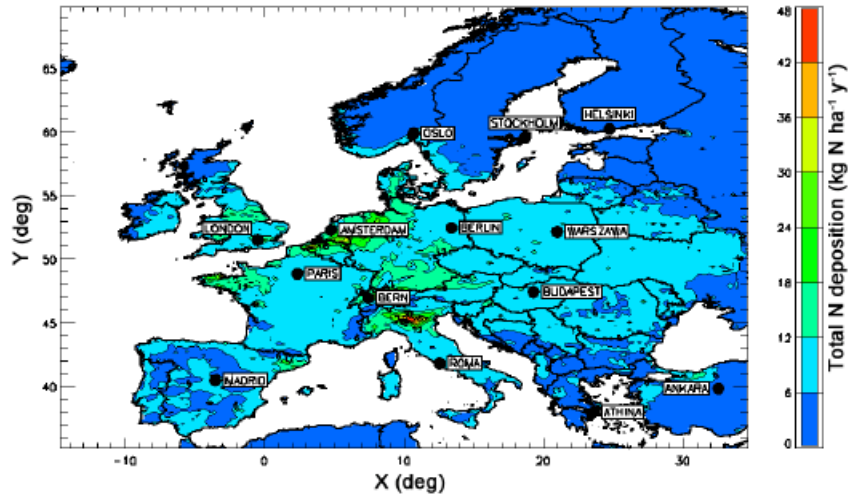 65
60
55
50
45
40
Y (deg)
-10
0
10
20
30
X (deg)
OSLO
STOCKHOLM
HELSINKI
LONDON
AMSTERDAM
BERLIN
WARSZAWA
PARIS
BERN
BUDAPEST
MADRID
ROMA
ANKARA
ATHINA
48
42
36
30
24
18
12
6
0
Total N deposition (kg N ha⁻¹ y⁻¹)